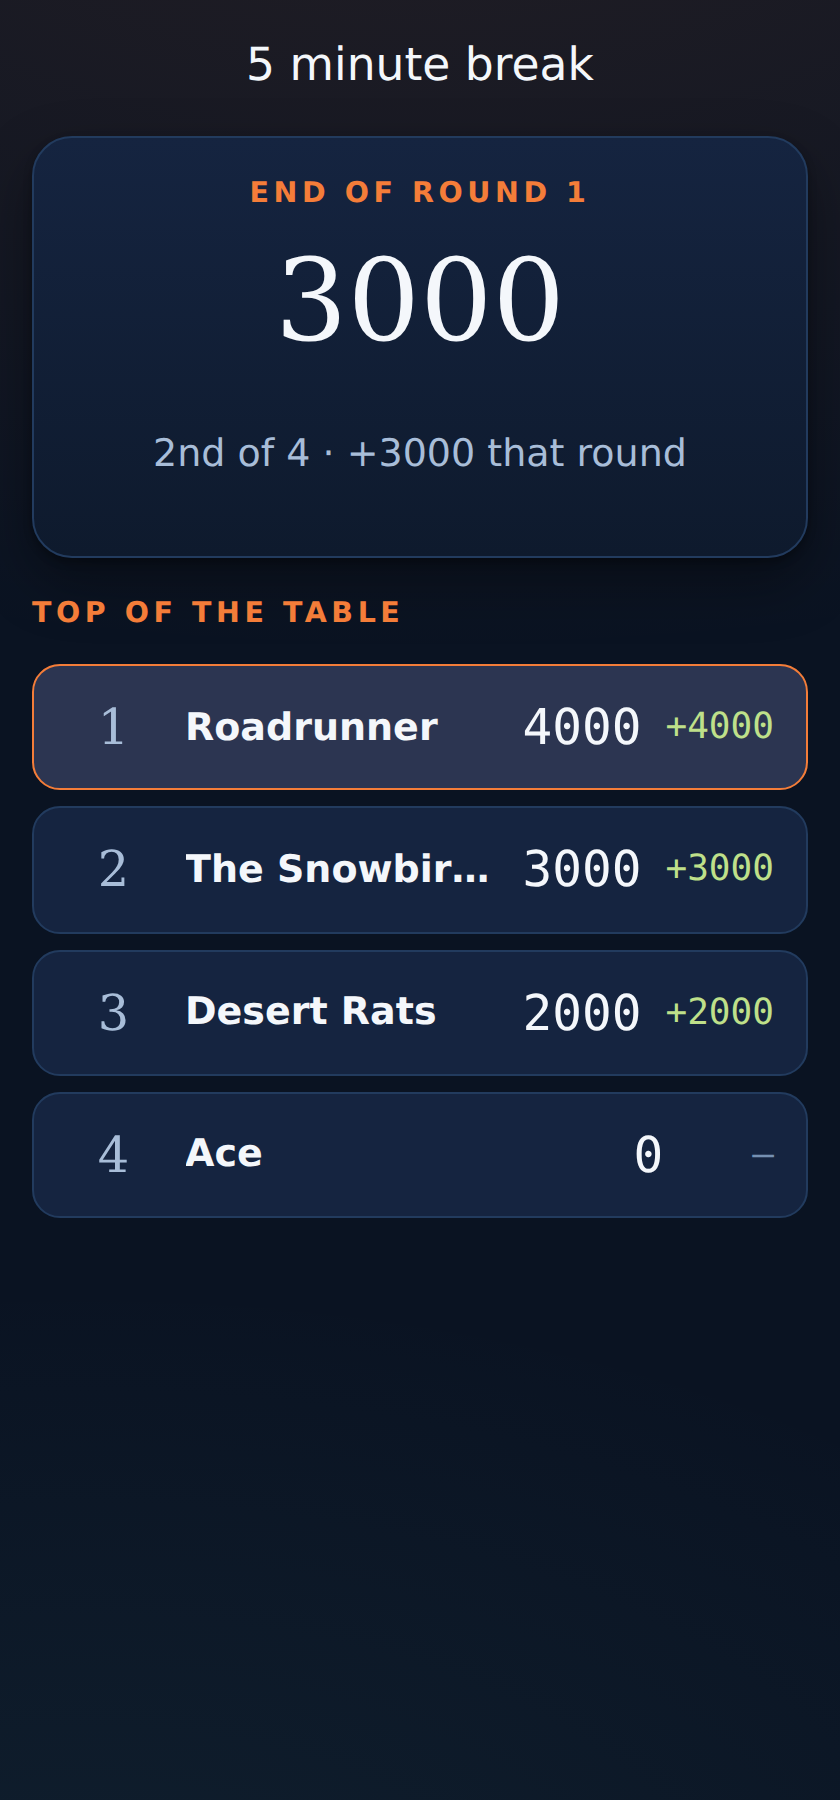 5 minute break
END OF ROUND 1
3000
2nd of 4 · +3000 that round
TOP OF THE TABLE
1 Roadrunner 4000 +4000
2 The Snowbir… 3000 +3000
3 Desert Rats 2000 +2000
4 Ace 0 —